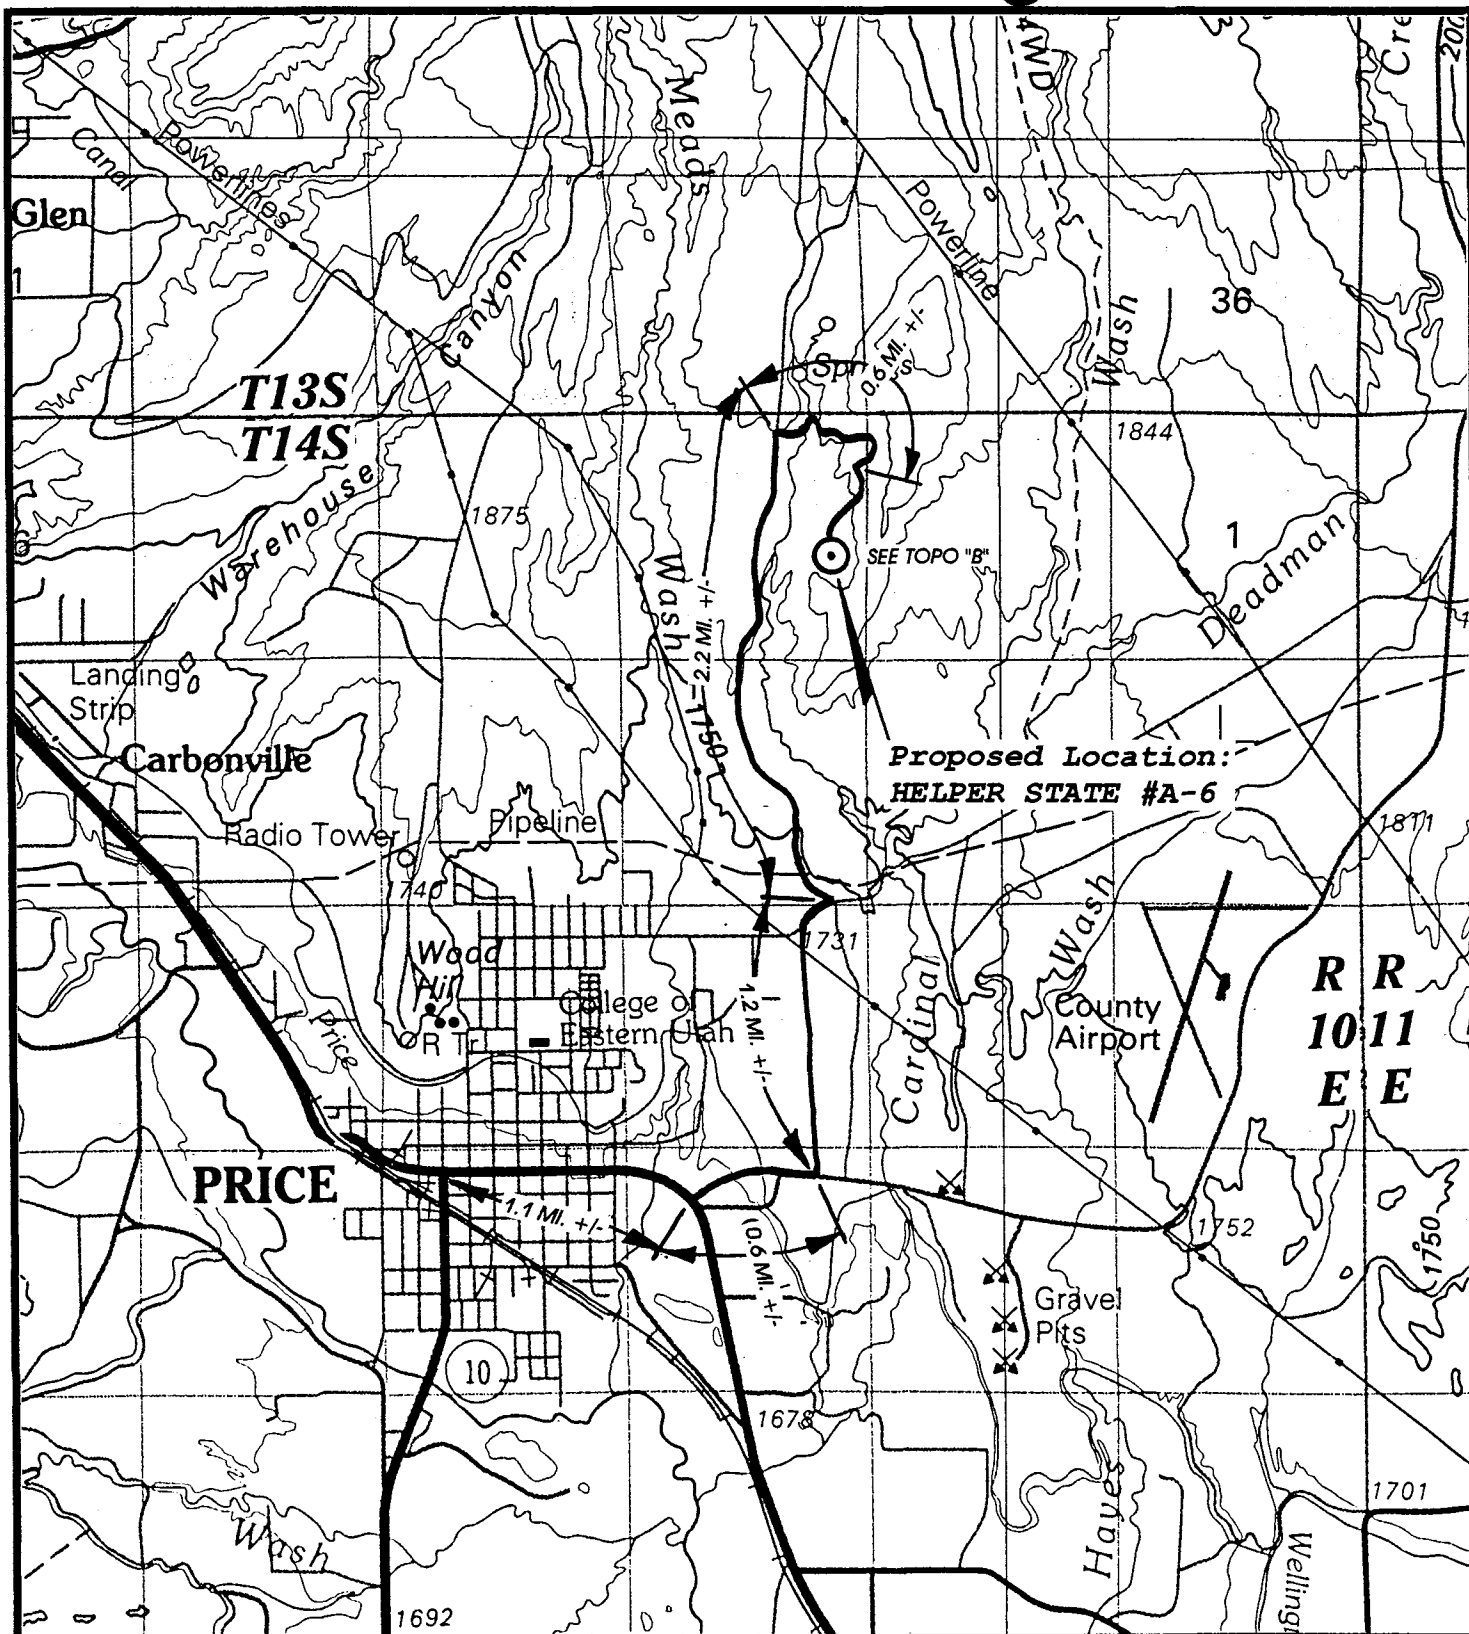 4WD
Cre
200
Meads
Canal
Powerlines
Glen
1
Powerline
Canyon
Wash
36
Spr
0.6 MI. +/-
T13S
T14S
1844
Warehouse
1875
1
Deadman
SEE TOPO "B"
Wash
2.2 MI. +/-
Landing
Strip
1750
Carbonville
Proposed Location:
HELPER STATE #A-6
Radio Tower
Pipeline
1811
1740
Wash
1731
Wood
Hill
R R
10 11
E E
College of
Eastern Utah
County
Airport
Price
R Tr
1.2 MI. +/-
Cardinal
PRICE
1.1 MI. +/-
0.6 MI. +/-
1752
1750
Gravel
Pits
10
1678
Hayes
1701
Wash
1692